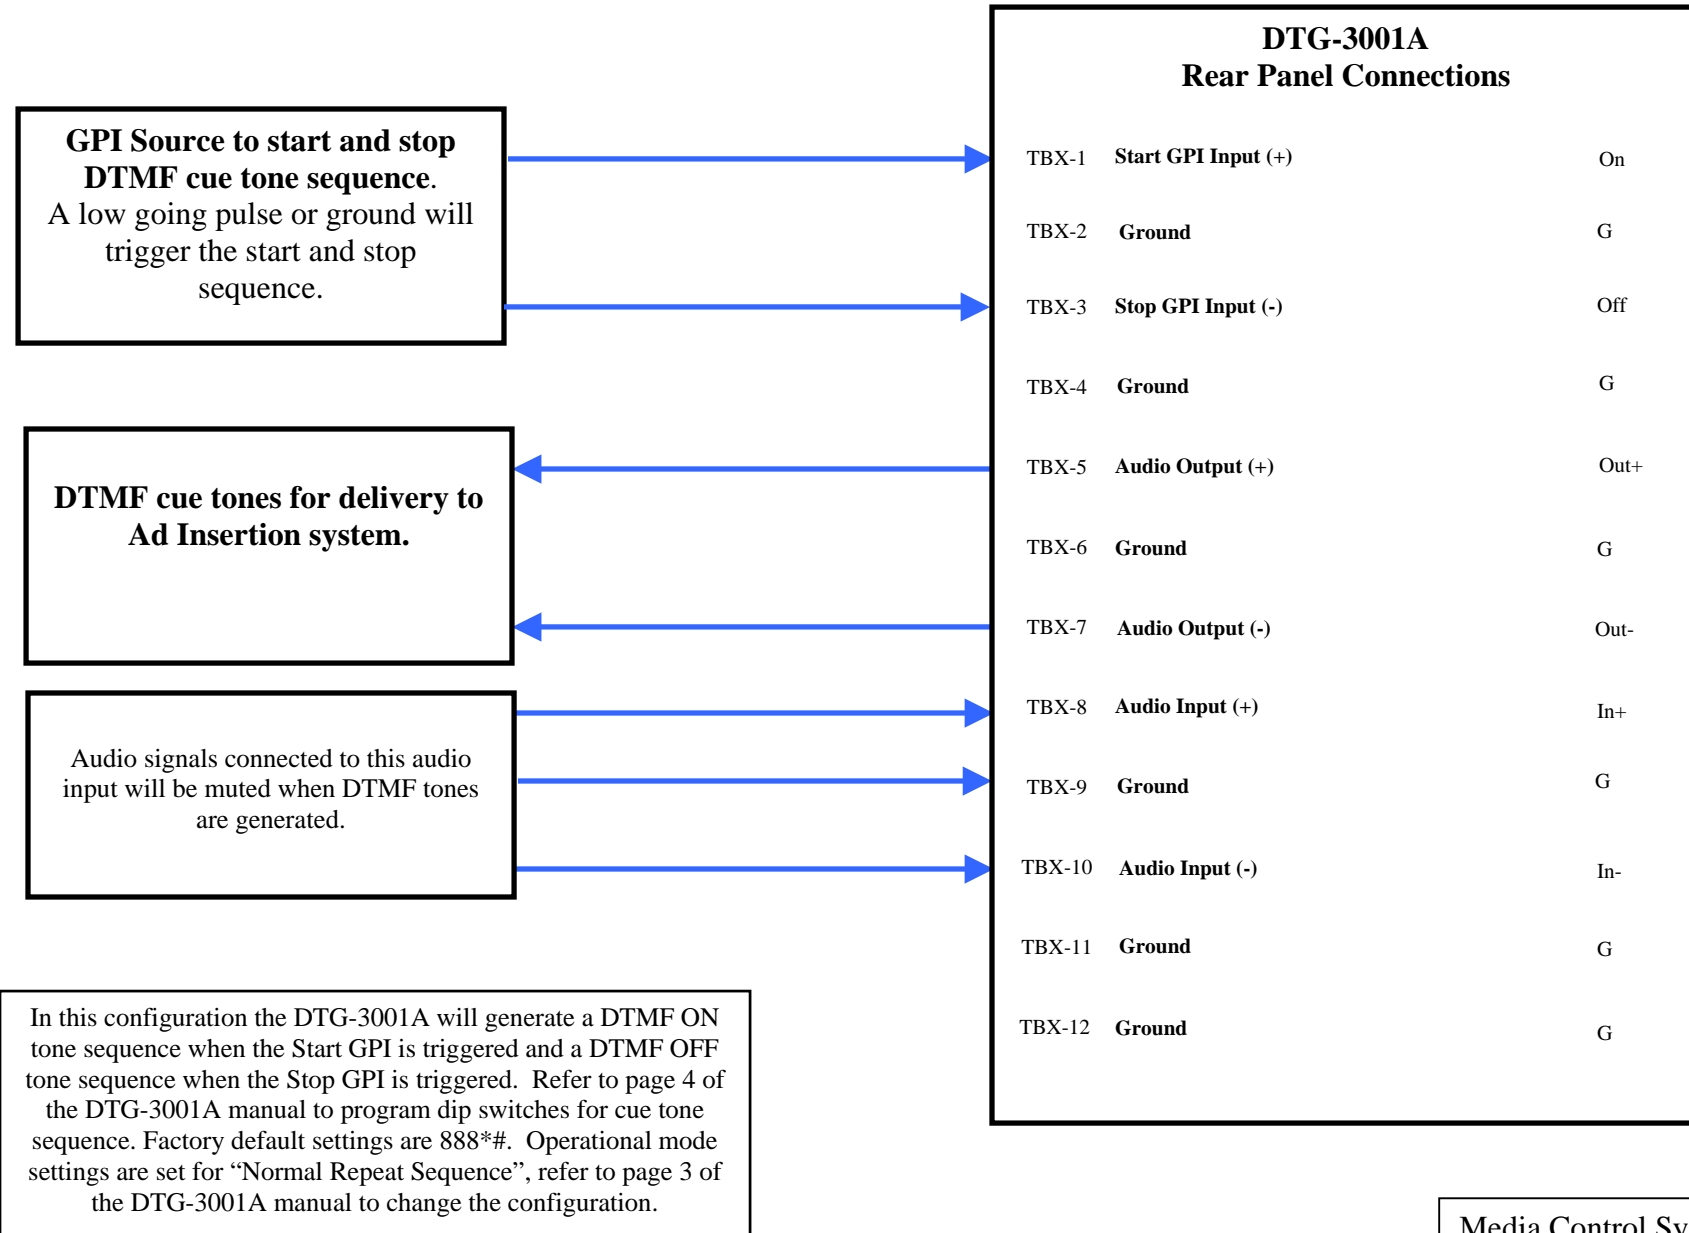 DTG-3001A
Rear Panel Connections
GPI Source to start and stop
DTMF cue tone sequence.
A low going pulse or ground will
trigger the start and stop
sequence.
TBX-1 Start GPI Input (+) On
TBX-2 Ground G
TBX-3 Stop GPI Input (-) Off
TBX-4 Ground G
DTMF cue tones for delivery to
Ad Insertion system.
TBX-5 Audio Output (+) Out+
TBX-6 Ground G
TBX-7 Audio Output (-) Out-
Audio signals connected to this audio
input will be muted when DTMF tones
are generated.
TBX-8 Audio Input (+) In+
TBX-9 Ground G
TBX-10 Audio Input (-) In-
TBX-11 Ground G
TBX-12 Ground G
In this configuration the DTG-3001A will generate a DTMF ON
tone sequence when the Start GPI is triggered and a DTMF OFF
tone sequence when the Stop GPI is triggered. Refer to page 4 of
the DTG-3001A manual to program dip switches for cue tone
sequence. Factory default settings are 888*#. Operational mode
settings are set for “Normal Repeat Sequence”, refer to page 3 of
the DTG-3001A manual to change the configuration.
Media Control Sy